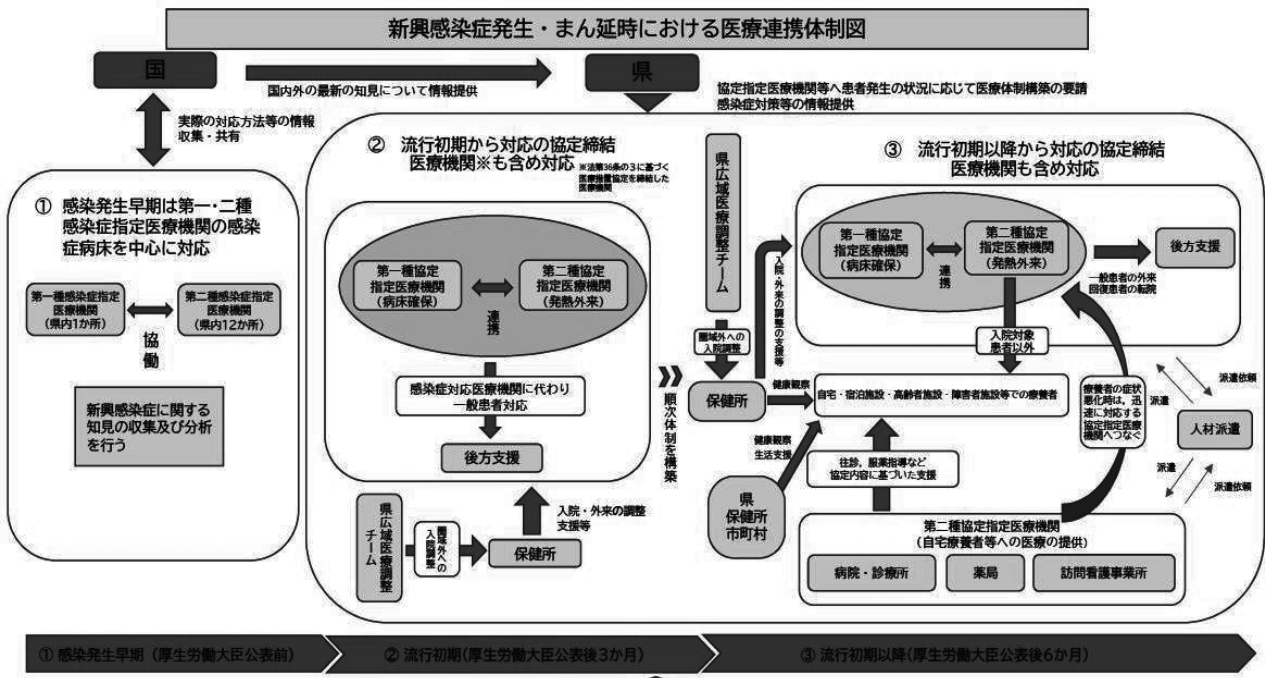 新興感染症発生・まん延時における医療連携体制図
国
県
国内外の最新の知見について情報提供
協定指定医療機関等へ患者発生の状況に応じて医療体制構築の要請
感染症対策等の情報提供
実際の対応方法等の情報
収集・共有
① 感染発生早期は第一・二種
感染症指定医療機関の感染
症病床を中心に対応
第一種感染症指定
医療機関
(県内1か所)
第二種感染症指定
医療機関
(県内12か所)
協
働
新興感染症に関する
知見の収集及び分析
を行う
② 流行初期から対応の協定締結
医療機関※も含め対応
※法第36条の3に基づく
医療措置協定を締結した
医療機関
第一種協定
指定医療機関
(病床確保)
第二種協定
指定医療機関
(発熱外来)
連携
感染症対応医療機関に代わり
一般患者対応
後方支援
入院・外来の調整
支援等
県広域医療調整
チーム
圏域外への
入院調整
保健所
順次体制を構築
県広域医療調整チーム
圏域外への
入院調整
保健所
入院・外来の調整の支援等
③ 流行初期以降から対応の協定締結
医療機関も含め対応
第一種協定
指定医療機関
(病床確保)
第二種協定
指定医療機関
(発熱外来)
連携
後方支援
一般患者の外来
回復患者の転院
入院対象
患者以外
健康観察
自宅・宿泊施設・高齢者施設・障害者施設等での療養者
健康観察
生活支援
県
保健所
市町村
往診、服薬指導など
協定内容に基づいた支援
療養者の症状
悪化時は、迅
速に対応する
協定指定医療
機関へつなぐ
派遣
派遣依頼
人材派遣
派遣
派遣依頼
第二種協定指定医療機関
(自宅療養者等への医療の提供)
病院・診療所
薬局
訪問看護事業所
① 感染発生早期 (厚生労働大臣公表前)
② 流行初期(厚生労働大臣公表後3か月)
③ 流行初期以降(厚生労働大臣公表後6か月)